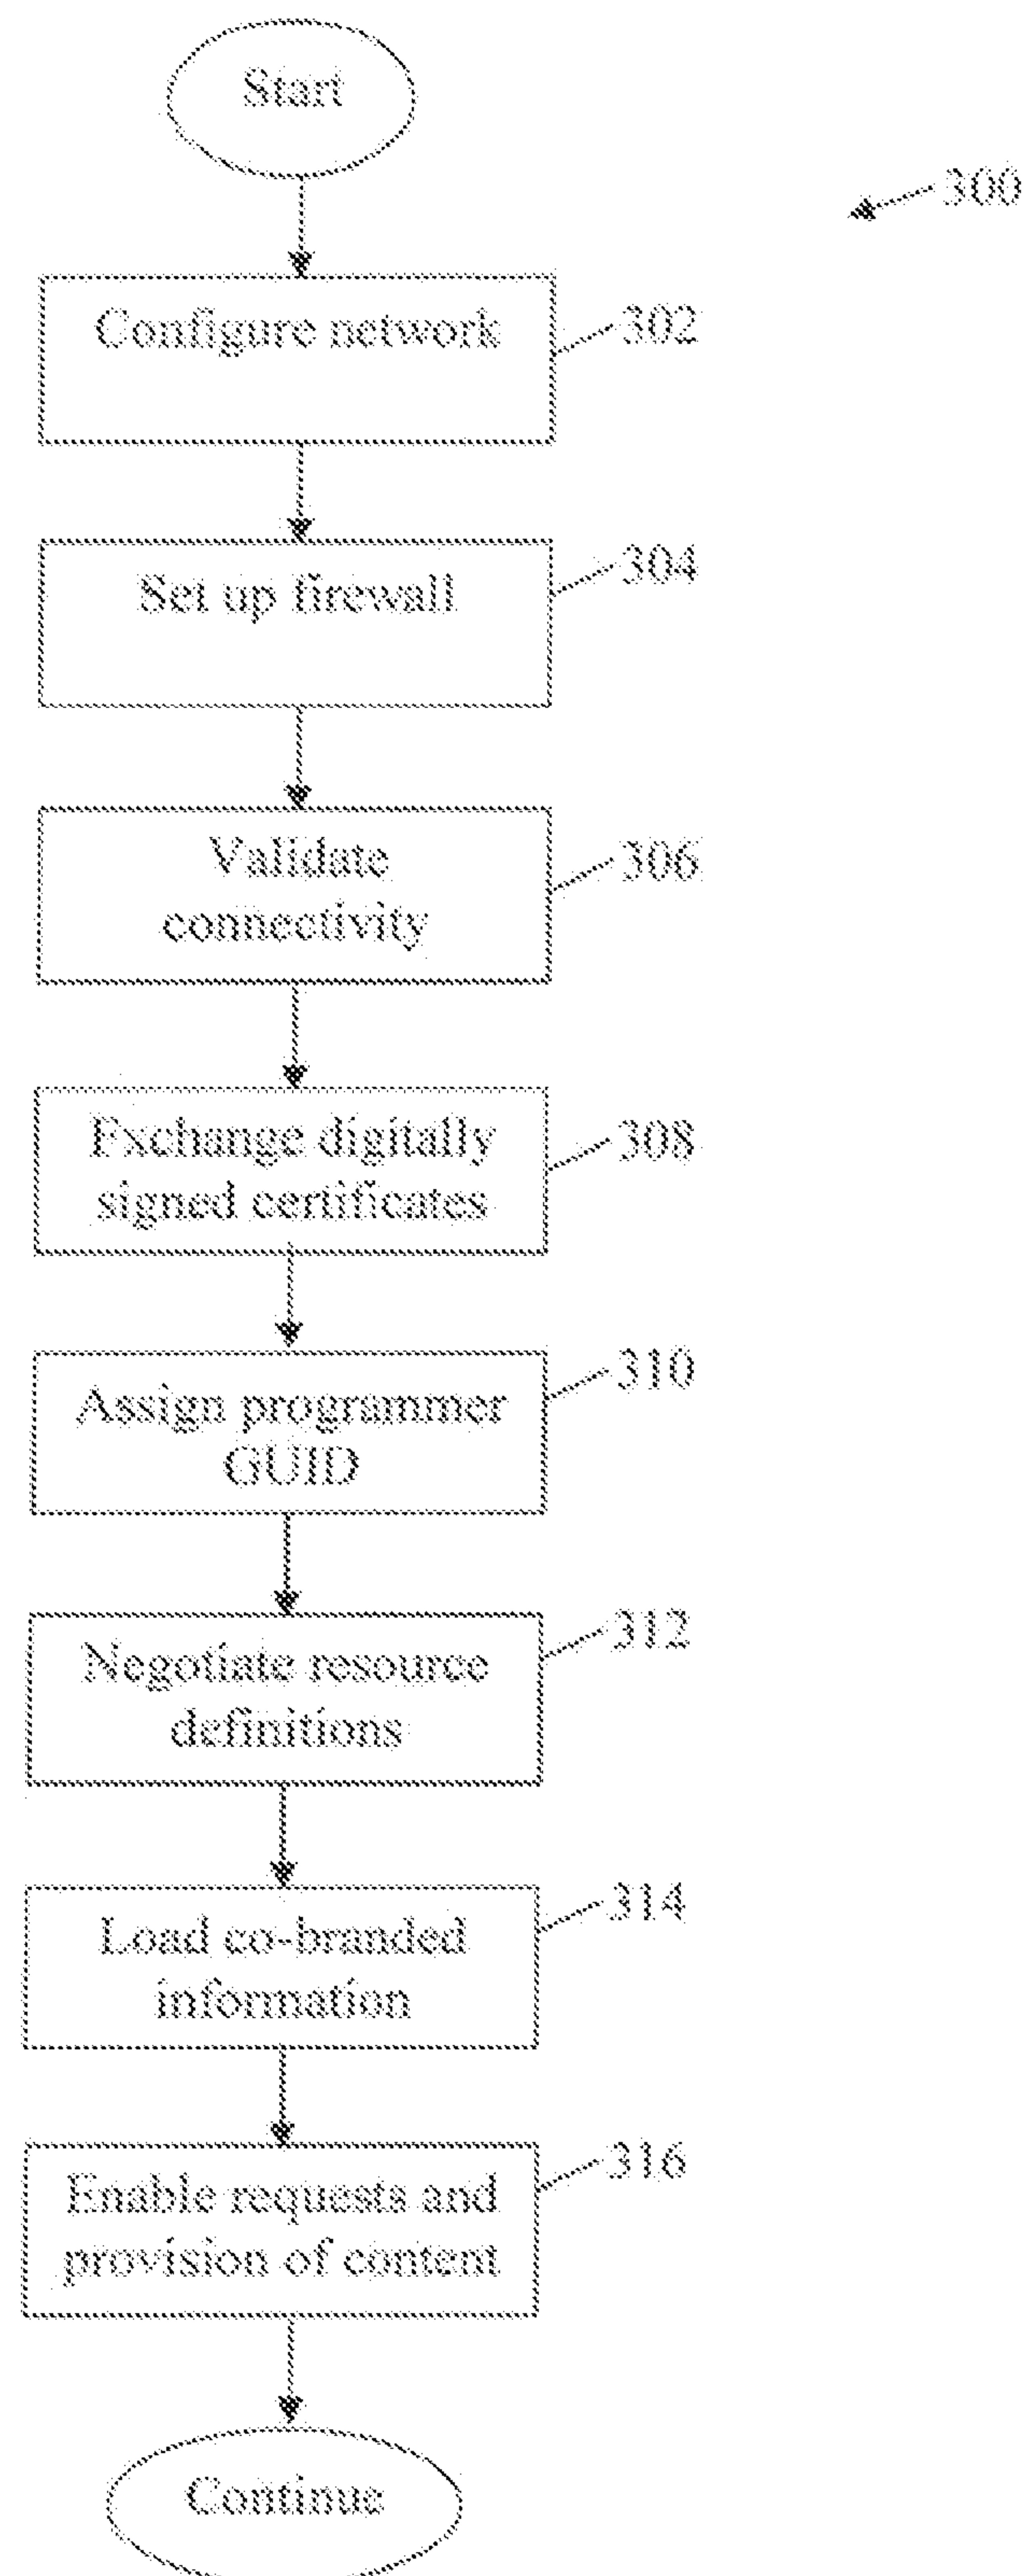 Start
300
Configure network
302
Set up firewall
304
Validate
connectivity
306
Exchange digitally
signed certificates
308
Assign programmer
GUID
310
Negotiate resource
definitions
312
Load co-branded
information
314
Enable requests and
provision of content
316
Continue